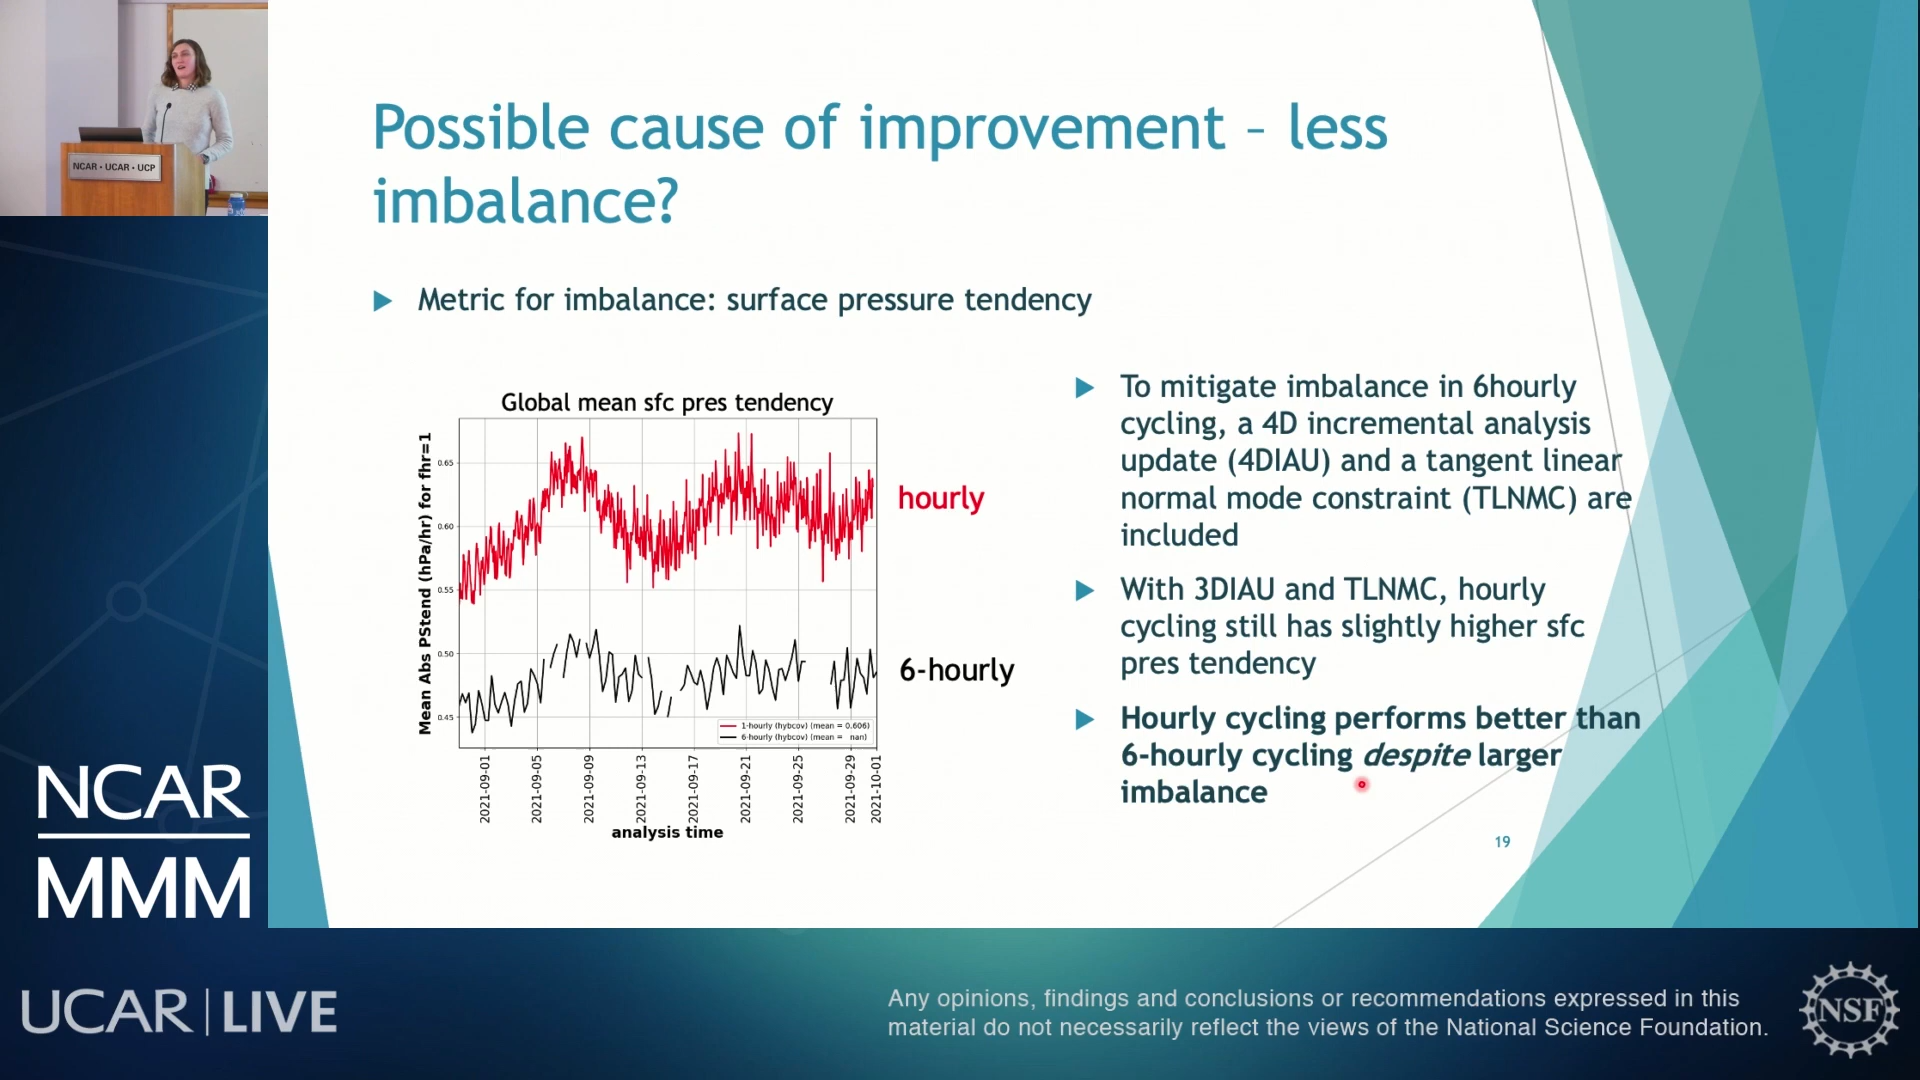 NCAR • UCAR • UCP
Possible cause of improvement – less
imbalance?
Metric for imbalance: surface pressure tendency
Global mean sfc pres tendency
Mean Abs PStend (hPa/hr) for fhr=1
0.65
0.60
0.55
0.50
0.45
1-hourly (hybcov) (mean = 0.606)
6-hourly (hybcov) (mean = nan)
2021-09-01
2021-09-05
2021-09-09
2021-09-13
2021-09-17
2021-09-21
2021-09-25
2021-09-29
2021-10-01
analysis time
hourly
6-hourly
To mitigate imbalance in 6hourly
cycling, a 4D incremental analysis
update (4DIAU) and a tangent linear
normal mode constraint (TLNMC) are
included
With 3DIAU and TLNMC, hourly
cycling still has slightly higher sfc
pres tendency
Hourly cycling performs better than
6-hourly cycling despite larger
imbalance
19
NCAR
MMM
UCAR | LIVE
Any opinions, findings and conclusions or recommendations expressed in this
material do not necessarily reflect the views of the National Science Foundation.
NSF